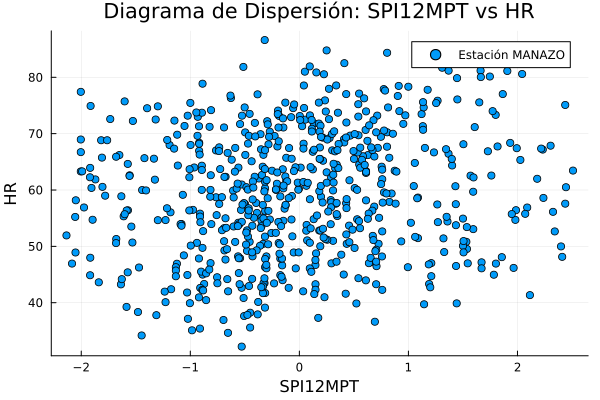 Diagrama de Dispersión: SPI12MPT vs HR
Estación MANAZO
HR
80
70
60
50
40
−2
−1
0
1
2
SPI12MPT